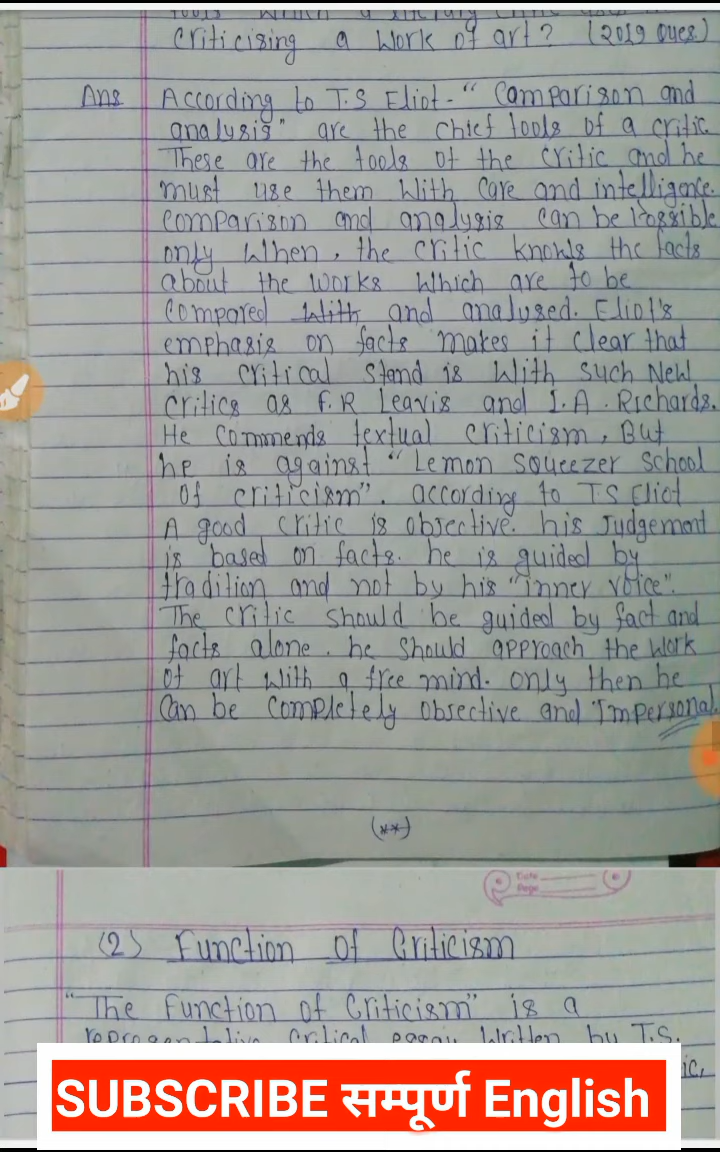 criticising a work of art? (2019 Ques)
Ans According to T.S Eliot - "Comparison and
analysis" are the chief tools of a critic
These are the tools of the critic and he
must use them with care and intelligence.
comparison and analysis can be Possible
only when, the critic knows the facts
about the works which are to be
compared with and analysed. Eliot's
emphasis on facts makes it clear that
his critical stand is with such New
critics as F.R Leavis and I.A. Richards.
He commends textual criticism, But
he is against "Lemon Squeezer School
of criticism". according to T.S Eliot
A good critic is objective. his Judgement
is based on facts. he is guided by
tradition and not by his "inner voice".
The critic should be guided by fact and
facts alone. he should approach the work
of art with a free mind. only then he
can be completely obsective and Impersonal.
(**)
Date
Page
(2) Function Of Criticism
"The Function of Criticism" is a
critical essay written by T.S.
ic,
SUBSCRIBE सम्पूर्ण English